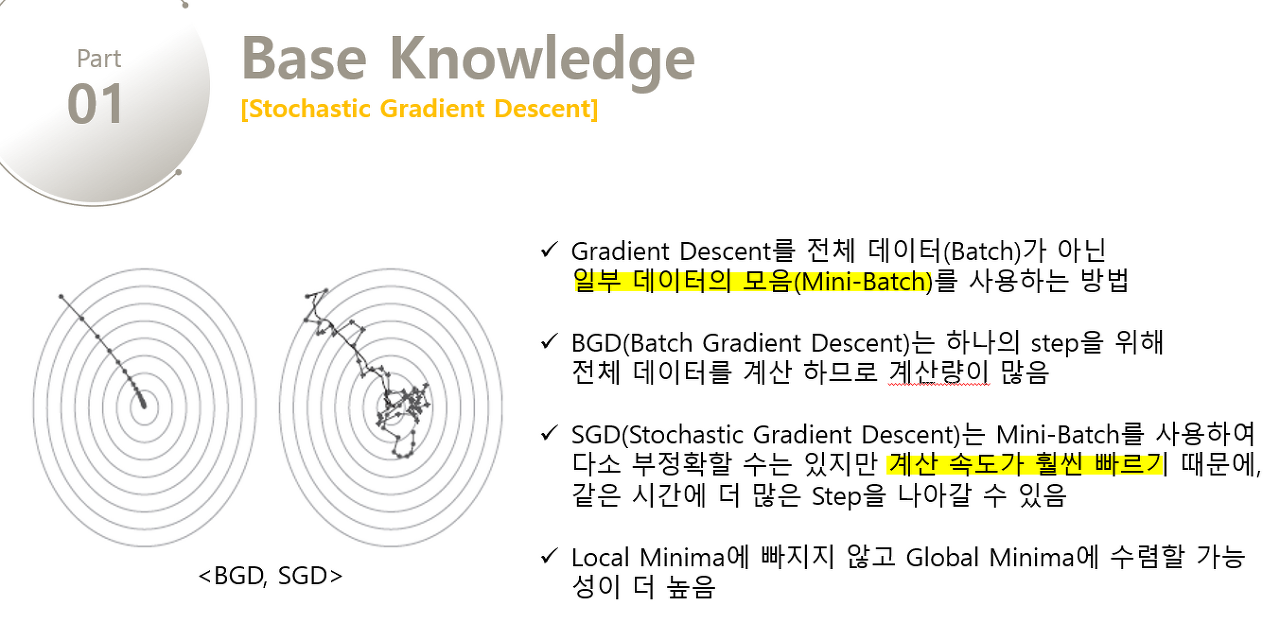 Part
01
Base Knowledge
[Stochastic Gradient Descent]
✓ Gradient Descent를 전체 데이터(Batch)가 아닌
일부 데이터의 모음(Mini-Batch)를 사용하는 방법
✓ BGD(Batch Gradient Descent)는 하나의 step을 위해
전체 데이터를 계산 하므로 계산량이 많음
✓ SGD(Stochastic Gradient Descent)는 Mini-Batch를 사용하여
다소 부정확할 수는 있지만 계산 속도가 훨씬 빠르기 때문에,
같은 시간에 더 많은 Step을 나아갈 수 있음
✓ Local Minima에 빠지지 않고 Global Minima에 수렴할 가능
성이 더 높음
<BGD, SGD>